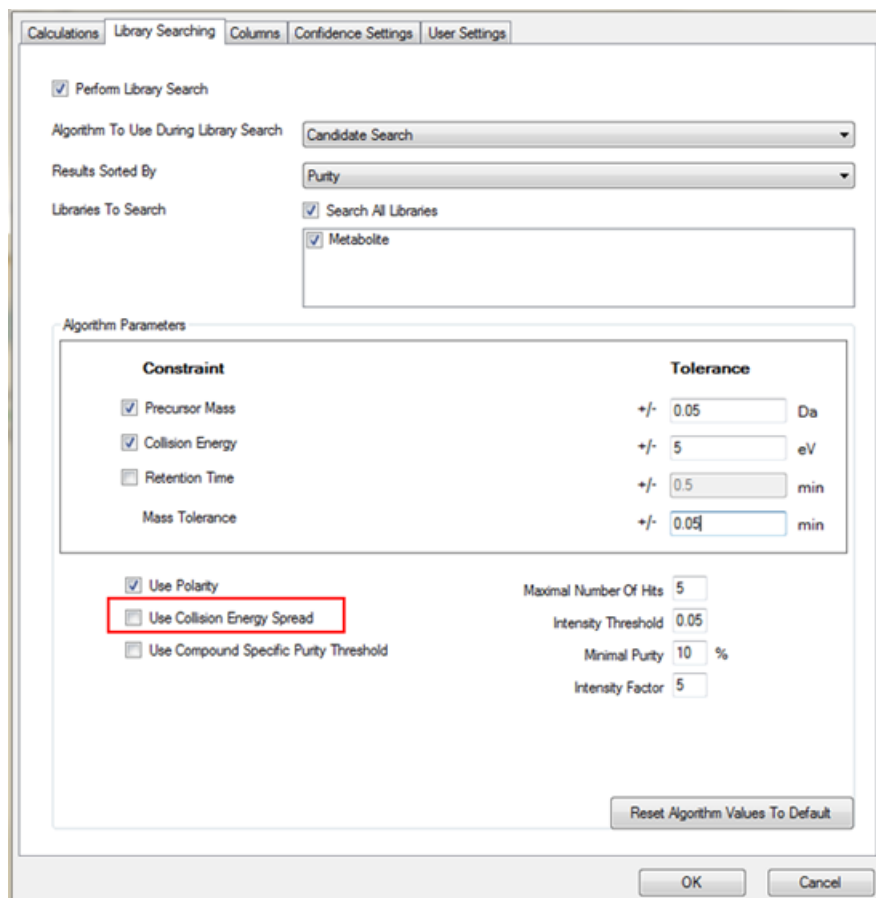 Calculations Library Searching Columns Confidence Settings User Settings
Perform Library Search
Algorithm To Use During Library Search Candidate Search
Results Sorted By Purity
Libraries To Search Search All Libraries
Metabolite
Algorithm Parameters
Constraint Tolerance
Precursor Mass +/- 0.05 Da
Collision Energy +/- 5 eV
Retention Time +/- 0.5 min
Mass Tolerance +/- 0.05 min
Use Polarity Maximal Number Of Hits 5
Use Collision Energy Spread Intensity Threshold 0.05
Use Compound Specific Purity Threshold Minimal Purity 10 %
Intensity Factor 5
Reset Algorithm Values To Default
OK Cancel